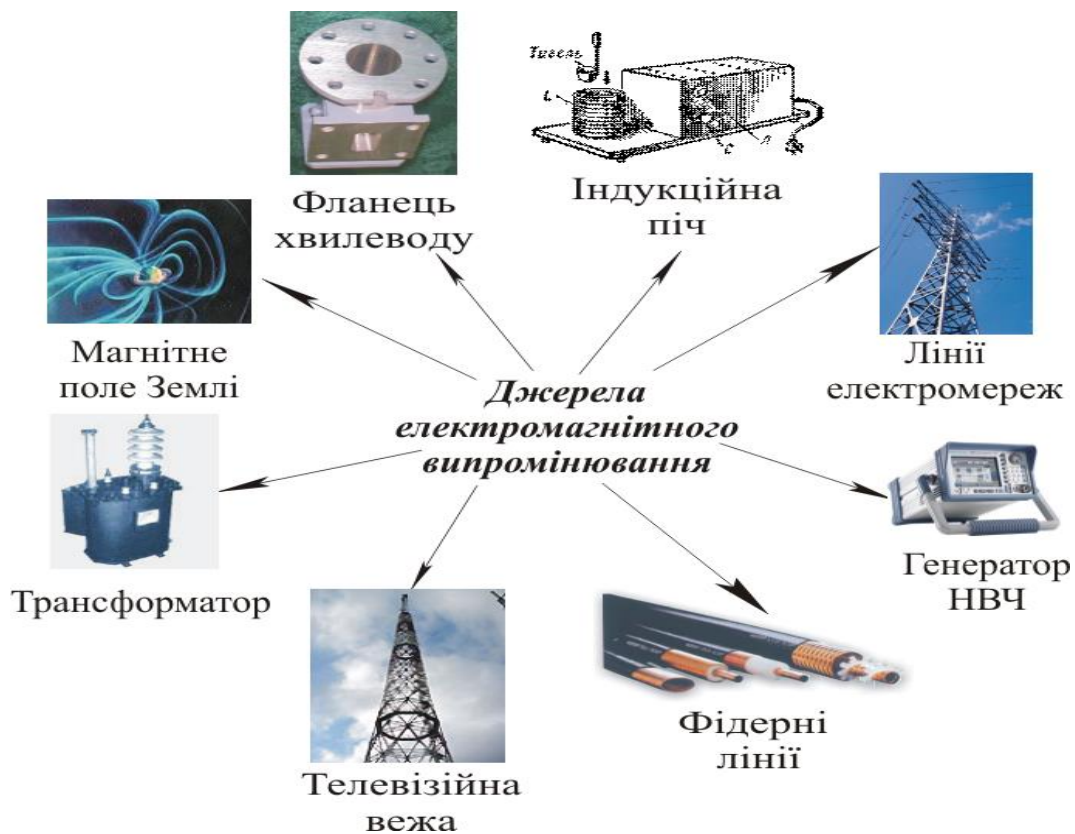 Тигель
L
A
C
Фланець
хвилеводу
Індукційна
піч
Магнітне
поле Землі
Лінії
електромереж
Джерела
електромагнітного
випромінювання
Трансформатор
Генератор
НВЧ
Телевізійна
вежа
Фідерні
лінії